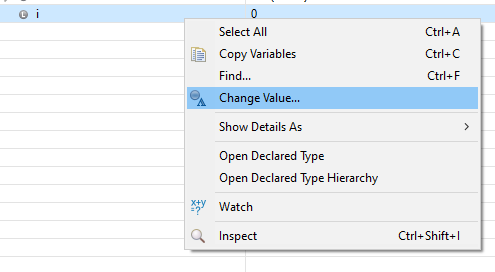 i 0
Select All Ctrl+A
Copy Variables Ctrl+C
Find... Ctrl+F
Change Value...
Show Details As
Open Declared Type
Open Declared Type Hierarchy
x+y
=?
Watch
Inspect Ctrl+Shift+I